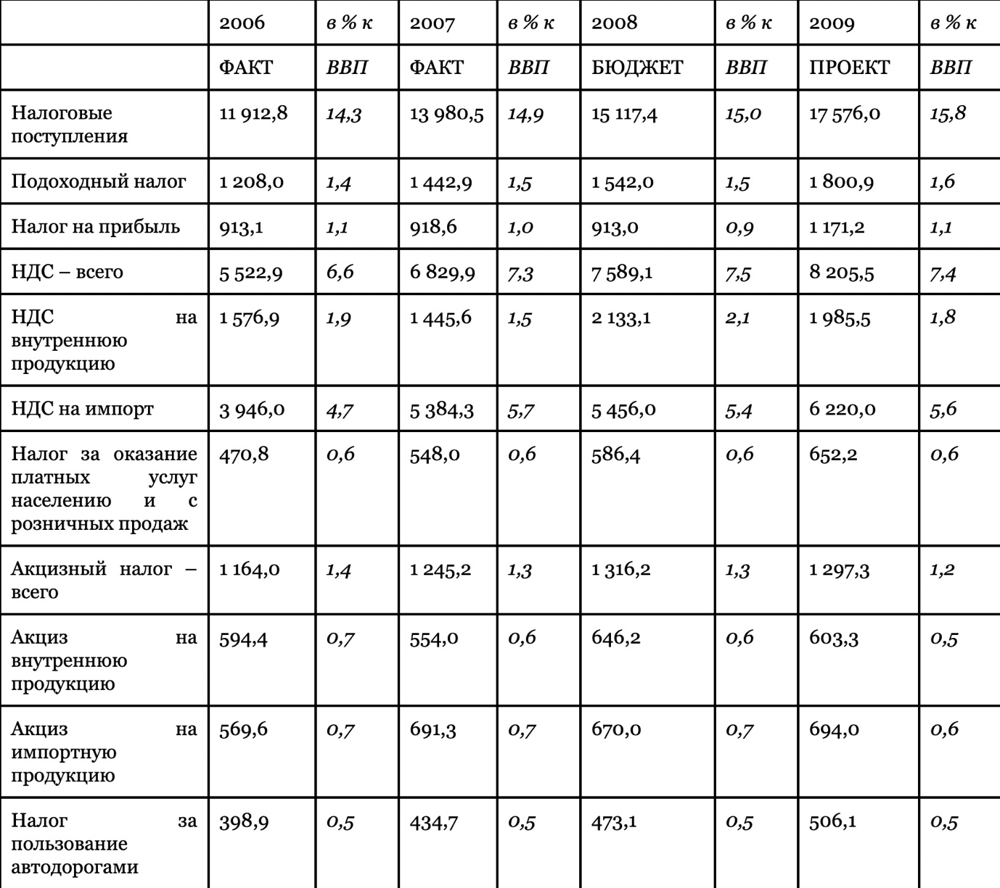 2006 в % к 2007 в % к 2008 в % к 2009 в % к
ФАКТ ВВП ФАКТ ВВП БЮДЖЕТ ВВП ПРОЕКТ ВВП
Налоговые 11 912,8 14,3 13 980,5 14,9 15 117,4 15,0 17 576,0 15,8
поступления
Подоходный налог 1 208,0 1,4 1 442,9 1,5 1 542,0 1,5 1 800,9 1,6
Налог на прибыль 913,1 1,1 918,6 1,0 913,0 0,9 1 171,2 1,1
НДС – всего 5 522,9 6,6 6 829,9 7,3 7 589,1 7,5 8 205,5 7,4
НДС на 1 576,9 1,9 1 445,6 1,5 2 133,1 2,1 1 985,5 1,8
внутреннюю
продукцию
НДС на импорт 3 946,0 4,7 5 384,3 5,7 5 456,0 5,4 6 220,0 5,6
Налог за оказание 470,8 0,6 548,0 0,6 586,4 0,6 652,2 0,6
платных услуг
населению и с
розничных продаж
Акцизный налог – 1 164,0 1,4 1 245,2 1,3 1 316,2 1,3 1 297,3 1,2
всего
Акциз на 594,4 0,7 554,0 0,6 646,2 0,6 603,3 0,5
внутреннюю
продукцию
Акциз на 569,6 0,7 691,3 0,7 670,0 0,7 694,0 0,6
импортную
продукцию
Налог за 398,9 0,5 434,7 0,5 473,1 0,5 506,1 0,5
пользование
автодорогами